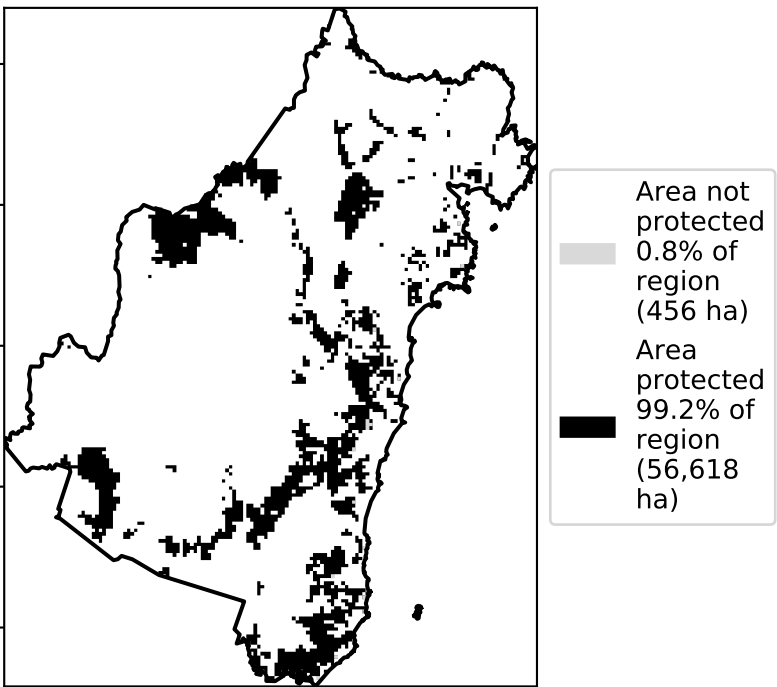 Area not
protected
0.8% of
region
(456 ha)
Area
protected
99.2% of
region
(56,618
ha)